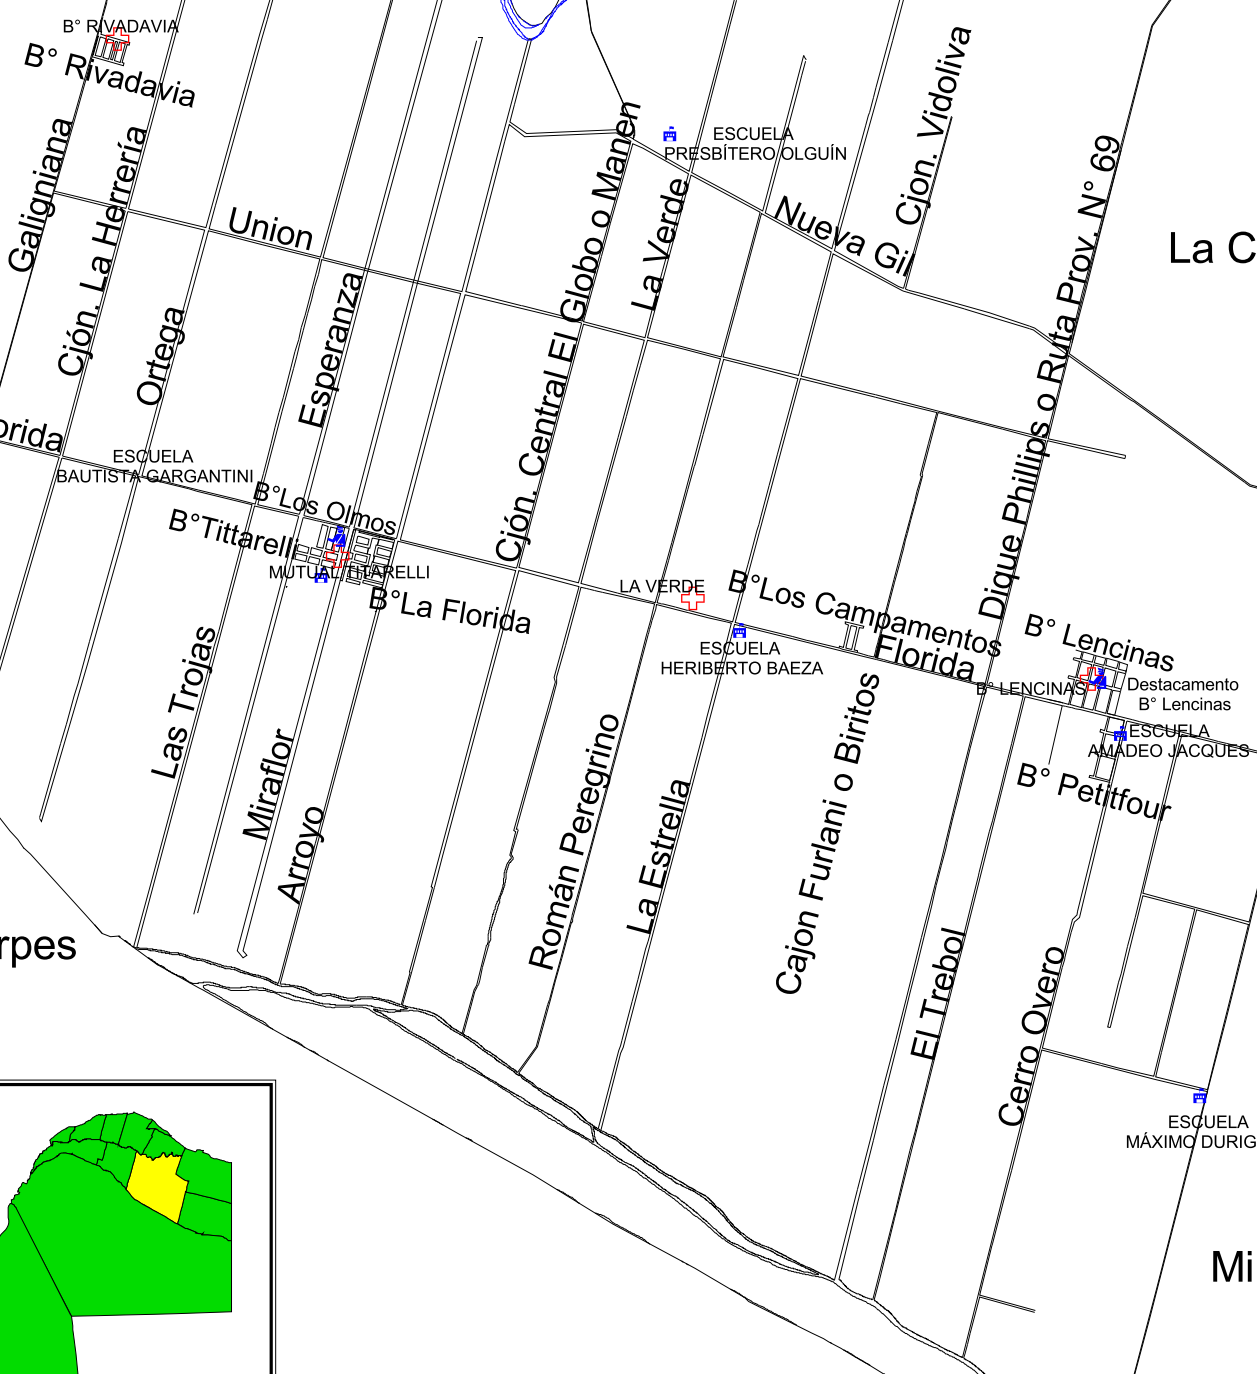 B° RIVADAVIA
B° Rivadavia
Galigniana
Cjón. La Herrería
Ortega
Union
Esperanza
Cjón. Central El Globo o Manen
ESCUELA
PRESBÍTERO OLGUÍN
La Verde
Nueva Gil
Cjon. Vidoliva
Dique Phillips o Ruta Prov. N° 69
La C
orida
ESCUELA
BAUTISTA GARGANTINI
B°Los Olmos
B°Tittarelli
MUTUAL TITARELLI
B°La Florida
LA VERDE
B°Los Campamentos
Florida
ESCUELA
HERIBERTO BAEZA
B° Lencinas
B° LENCINAS
Destacamento
B° Lencinas
ESCUELA
AMADEO JACQUES
B° Petitfour
Las Trojas
Miraflor
Arroyo
Román Peregrino
La Estrella
Cajon Furlani o Biritos
El Trebol
Cerro Overo
rpes
ESCUELA
MÁXIMO DURIG
Mi